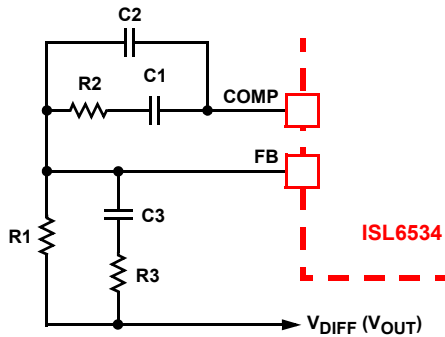 C2
R2
C1
COMP
FB
C3
R1
R3
ISL6534
VDIFF (VOUT)